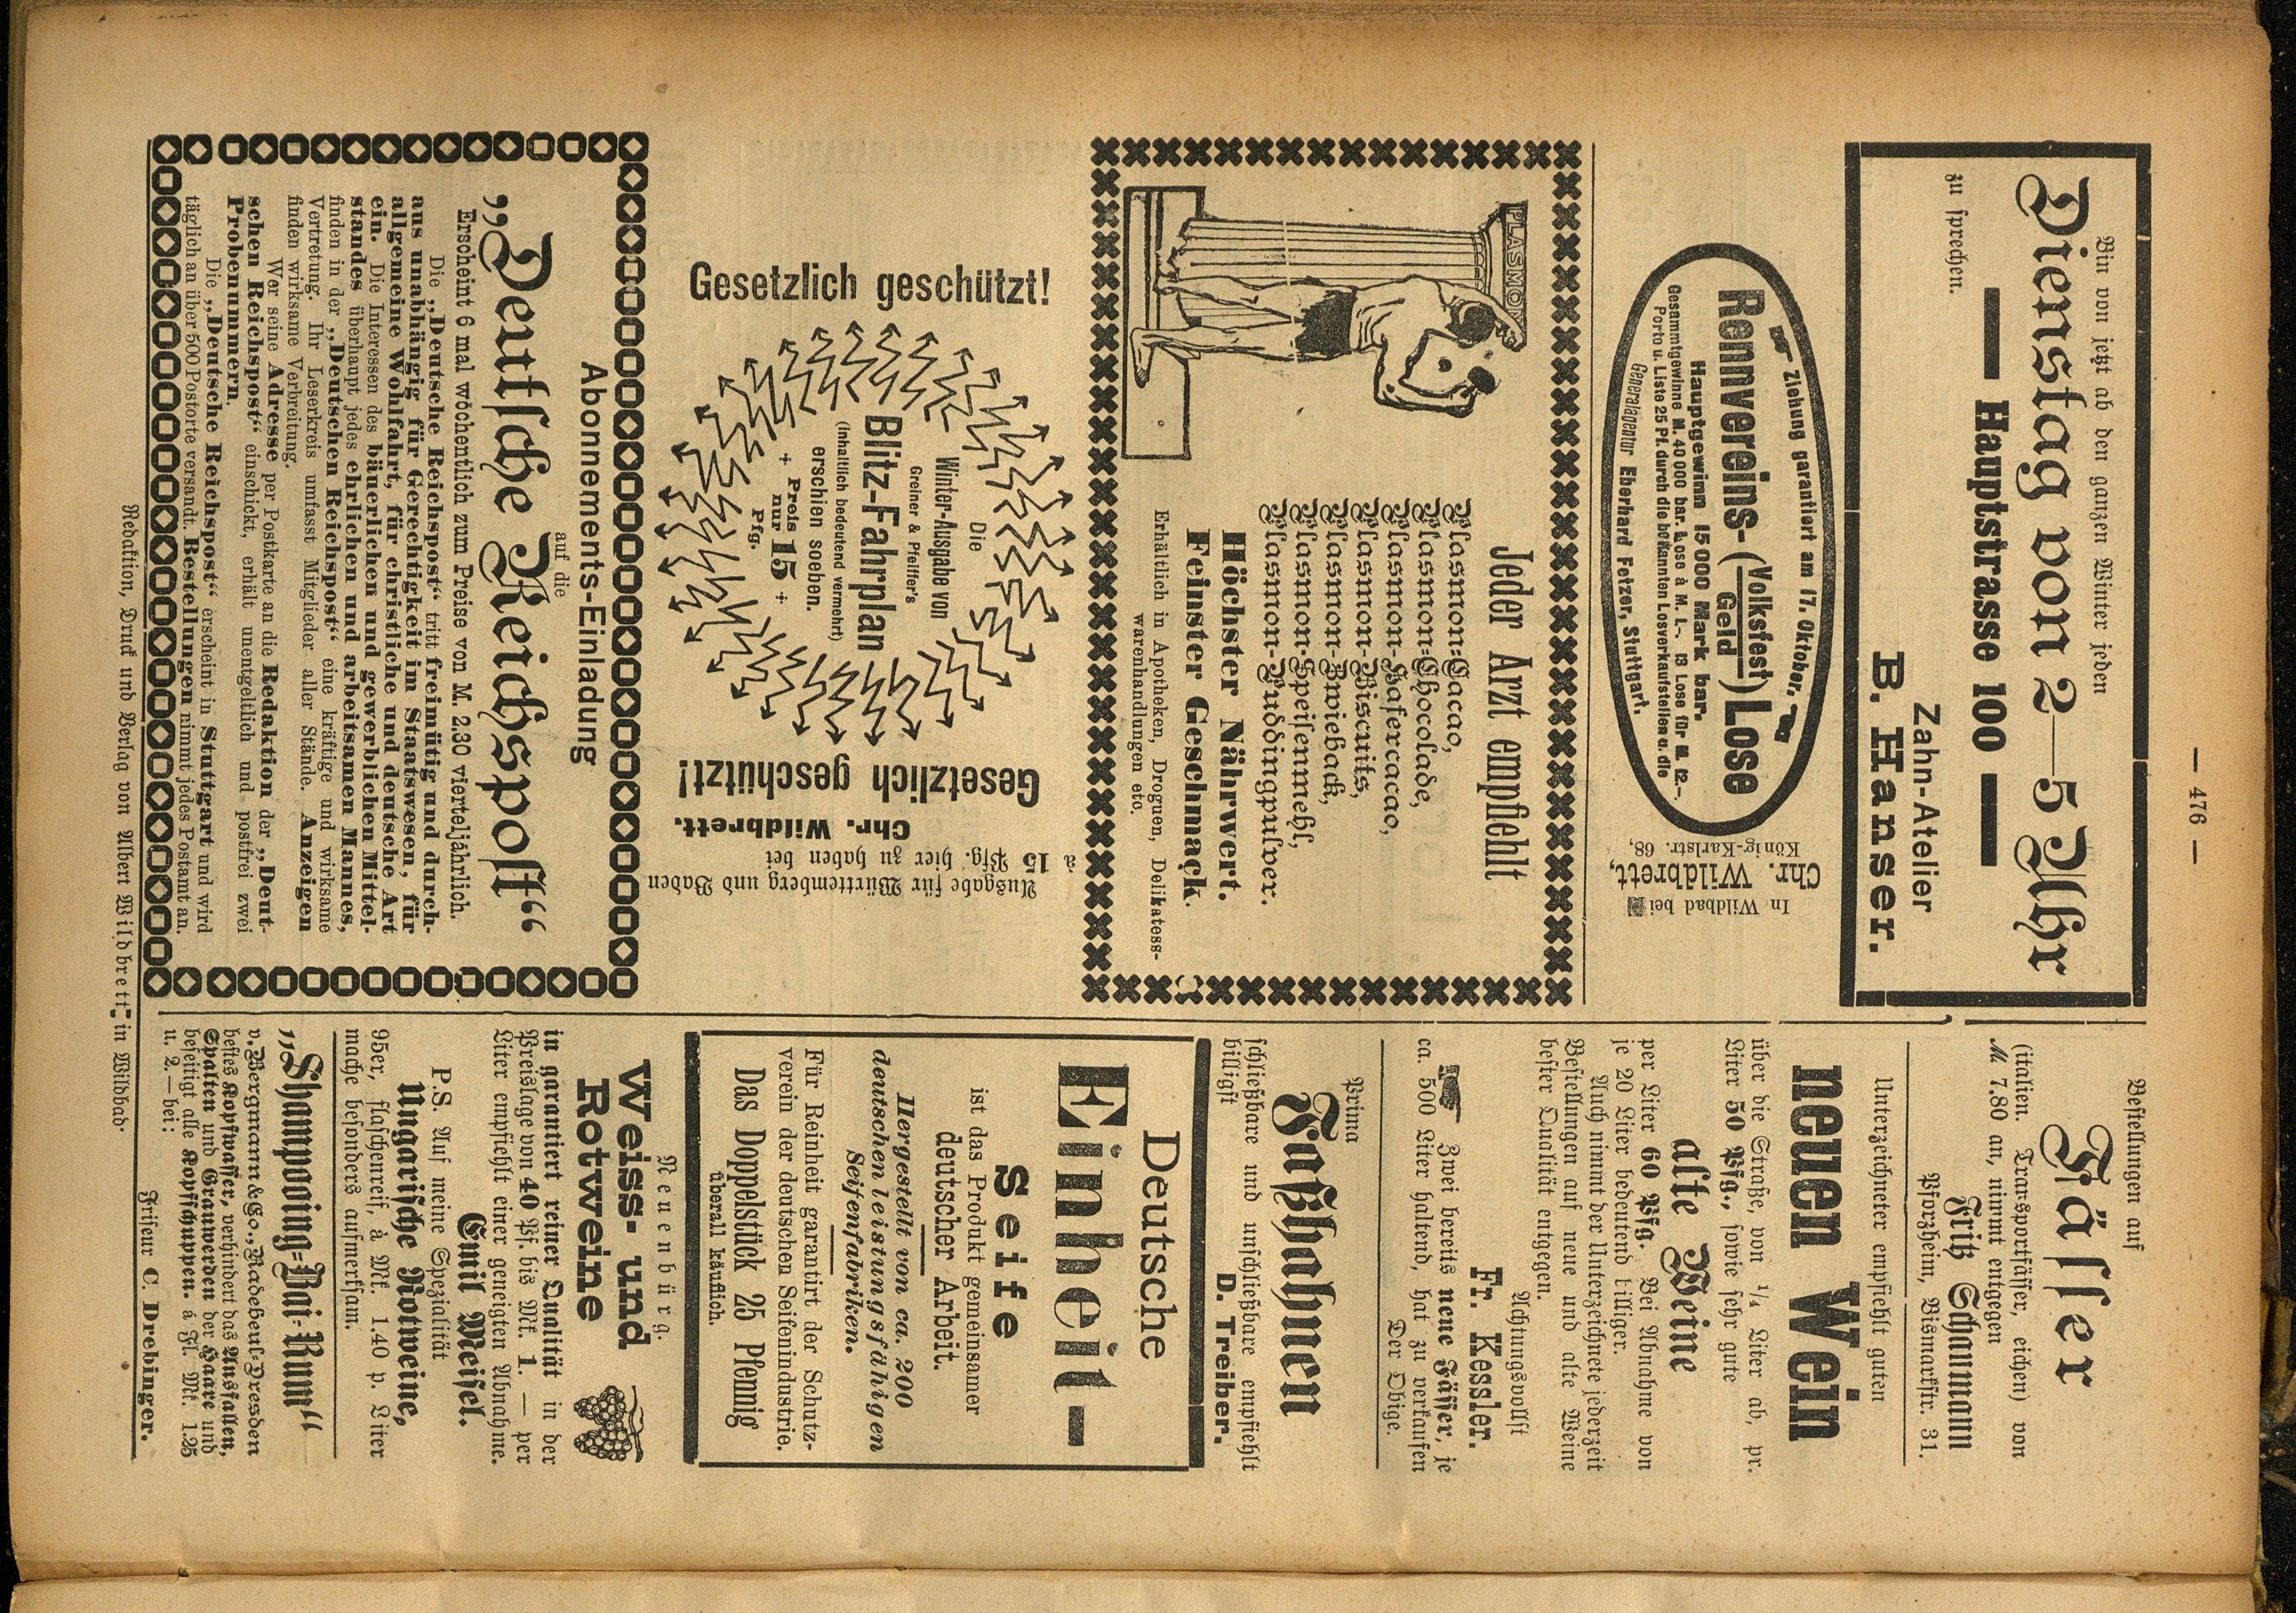 — 476 —
Bin von jetzt ab den ganzen Winter jeden
Dienstag von 2—5 Uhr
— Hauptstrasse 100 —
zu sprechen.
Zahn-Atelier
B. Hanser.
Ziehung garantiert am 17. Oktober.
Rennvereins- (Volksfest) Lose
Geld
Hauptgewinn 15000 Mark bar.
Gesammtgewinne M. 40000 bar. Lose à M. 1.-. 13 Lose für M. 12.-,
Porto u. Liste 25 Pf. durch die bekannten Losverkaufstellen u. die
Generalagentur Eberhard Fetzer, Stuttgart.
In Wildbad bei
Chr. Wildbrett,
König-Karlstr. 68,
PLASMON
Jeder Arzt empfiehlt
Plasmon=Cacao,
Plasmon=Chocolade,
Plasmon-Hafercacao,
Plasmon-Biscuits,
Plasmon-Zwieback,
Plasmon-Speisenmehl,
Plasmon-Puddingpulver.
Höchster Nährwert.
Feinster Geschmack.
Erhältlich in Apotheken, Droguen, Delikatess-
warenhandlungen etc.
Gesetzlich geschützt!
Die
Winter-Ausgabe von
Greiner & Pfeiffer's
Blitz-Fahrplan
(inhaltlich bedeutend vermehrt)
erschien soeben.
+ Preis
nur 15 +
Pfg.
Gesetzlich geschützt!
Ausgabe für Württemberg und Baden
à 15 Pfg. hier zu haben bei
Chr. Wildbrett.
Abonnements-Einladung
auf die
„Deutsche Reichspost“
Erscheint 6 mal wöchentlich zum Preise von M. 2.30 vierteljährlich.
Die „Deutsche Reichspost“ tritt freimütig und durch-
aus unabhängig für Gerechtigkeit im Staatswesen, für
allgemeine Wohlfahrt, für christliche und deutsche Art
ein. Die Interessen des bäuerlichen und gewerblichen Mittel-
standes überhaupt jedes ehrlichen und arbeitsamen Mannes,
finden in der „Deutschen Reichspost“ eine kräftige und wirksame
Vertretung. Ihr Leserkreis umfasst Mitglieder aller Stände. Anzeigen
finden wirksame Verbreitung.
Wer seine Adresse per Postkarte an die Redaktion der „Deut-
schen Reichspost“ einschickt, erhält unentgeltlich und postfrei zwei
Probenummern.
Die „Deutsche Reichspost“ erscheint in Stuttgart und wird
täglich an über 500 Postorte versandt. Bestellungen nimmt jedes Postamt an.
Bestellungen auf
Fässer
(italien. Transportfässer, eichen) von
M 7.80 an, nimmt entgegen
Fritz Schanmann
Pforzheim, Bismarkstr. 31.
Unterzeichneter empfiehlt guten
neuen Wein
über die Straße, von 1/4 Liter ab, pr.
Liter 50 Pfg., sowie sehr gute
alte Weine
per Liter 60 Pfg. Bei Abnahme von
je 20 Liter bedeutend billiger.
Auch nimmt der Unterzeichnete jederzeit
Bestellungen auf neue und alte Weine
bester Qualität entgegen.
Achtungsvollst
Fr. Kessler.
Zwei bereits neue Fässer, je
ca. 500 Liter haltend, hat zu verkaufen
Der Obige.
Prima
Faßhahnen
schließbare und unschließbare empfiehlt
billigst D. Treiber.
Deutsche
Einheit-
Seife
ist das Produkt gemeinsamer
deutscher Arbeit.
Hergestellt von ca. 200
deutschen leistungsfähigen
Seifenfabriken.
Für Reinheit garantirt der Schutz-
verein der deutschen Seifenindustrie.
Das Doppelstück 25 Pfennig
überall käuflich.
Neuenbürg.
Weiss- und
Rotweine
in garantiert reiner Qualität in der
Preislage von 40 Pf. bis Mk. 1. — per
Liter empfiehlt einer geneigten Abnahme.
Emil Meisel.
P.S. Auf meine Spezialität
Ungarische Rotweine,
95er, flaschenreif, à Mk. 1.40 p. Liter
mache besonders aufmerksam.
„Shampooing=Bai-Rum“
v. Bergmann & Co., Radebeul-Dresden
bestes Kopfwasser, verhindert das Ausfallen,
Spalten und Grauwerden der Haare und
beseitigt alle Kopfschuppen. á Fl. Mk. 1.25
u. 2.— bei:
Friseur C. Drebinger.
Redaktion, Druck und Verlag von Albert Wildbrett in Wildbad.